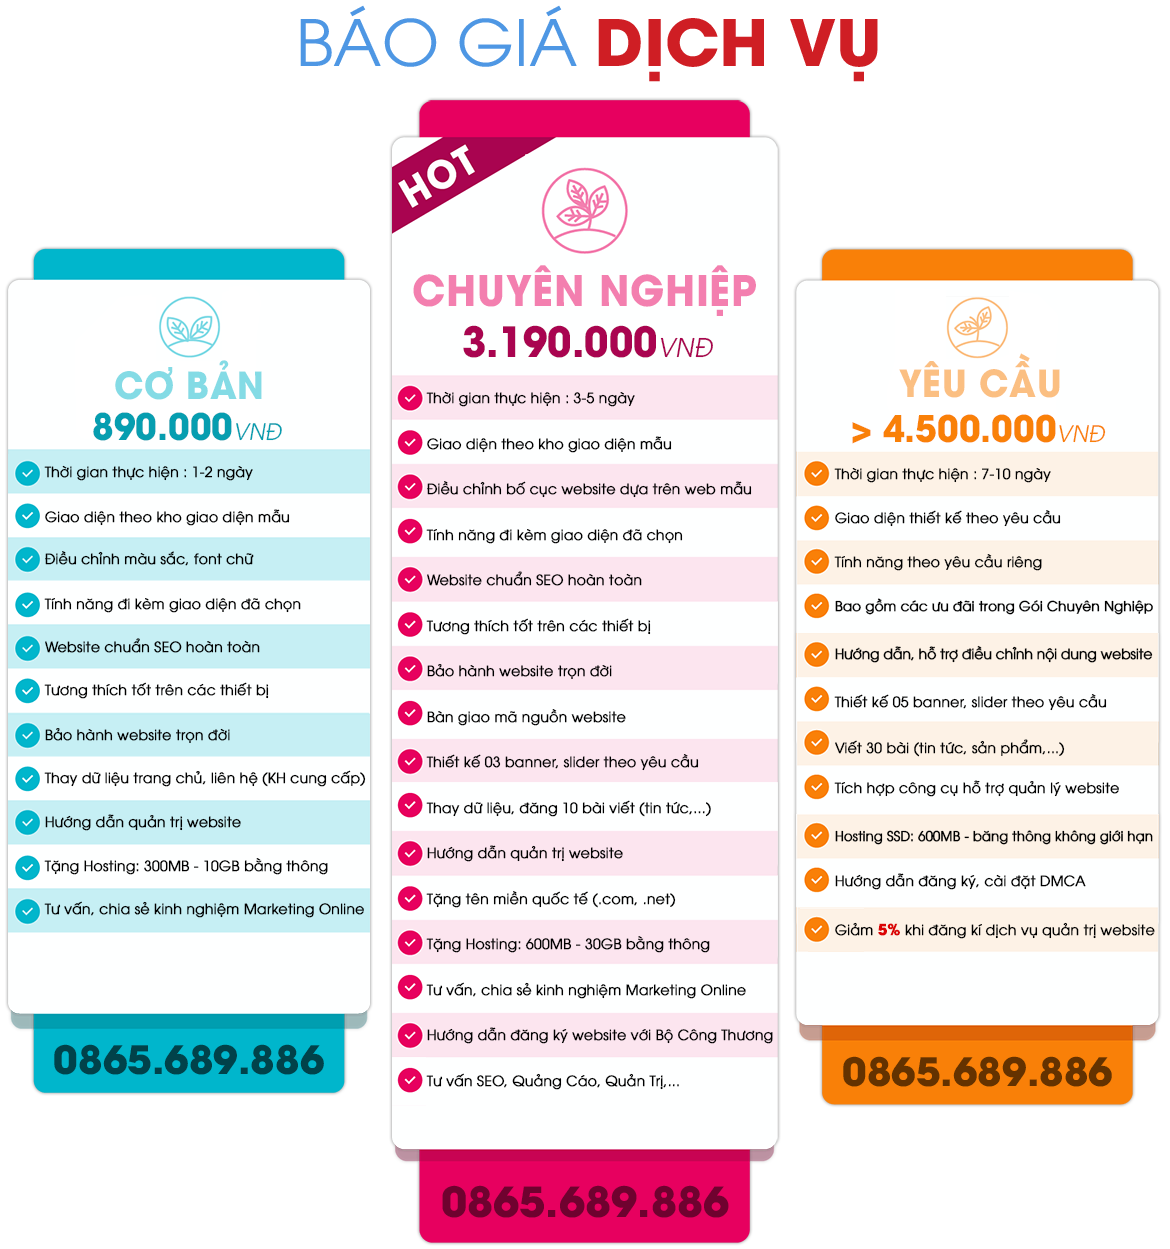 BÁO GIÁ DỊCH VỤ
CƠ BẢN
890.000 VNĐ
Thời gian thực hiện : 1-2 ngày
Giao diện theo kho giao diện mẫu
Điều chỉnh màu sắc, font chữ
Tính năng đi kèm giao diện đã chọn
Website chuẩn SEO hoàn toàn
Tương thích tốt trên các thiết bị
Bảo hành website trọn đời
Thay dữ liệu trang chủ, liên hệ (KH cung cấp)
Hướng dẫn quản trị website
Tặng Hosting: 300MB - 10GB bằng thông
Tư vấn, chia sẻ kinh nghiệm Marketing Online
0865.689.886
HOT
CHUYÊN NGHIỆP
3.190.000 VNĐ
Thời gian thực hiện : 3-5 ngày
Giao diện theo kho giao diện mẫu
Điều chỉnh bố cục website dựa trên web mẫu
Tính năng đi kèm giao diện đã chọn
Website chuẩn SEO hoàn toàn
Tương thích tốt trên các thiết bị
Bảo hành website trọn đời
Bàn giao mã nguồn website
Thiết kế 03 banner, slider theo yêu cầu
Thay dữ liệu, đăng 10 bài viết (tin tức,...)
Hướng dẫn quản trị website
Tặng tên miền quốc tế (.com, .net)
Tặng Hosting: 600MB - 30GB bằng thông
Tư vấn, chia sẻ kinh nghiệm Marketing Online
Hướng dẫn đăng ký website với Bộ Công Thương
Tư vấn SEO, Quảng Cáo, Quản Trị,...
0865.689.886
YÊU CẦU
> 4.500.000 VNĐ
Thời gian thực hiện : 7-10 ngày
Giao diện thiết kế theo yêu cầu
Tính năng theo yêu cầu riêng
Bao gồm các ưu đãi trong Gói Chuyên Nghiệp
Hướng dẫn, hỗ trợ điều chỉnh nội dung website
Thiết kế 05 banner, slider theo yêu cầu
Viết 30 bài (tin tức, sản phẩm,...)
Tích hợp công cụ hỗ trợ quản lý website
Hosting SSD: 600MB - băng thông không giới hạn
Hướng dẫn đăng ký, cài đặt DMCA
Giảm 5% khi đăng kí dịch vụ quản trị website
0865.689.886